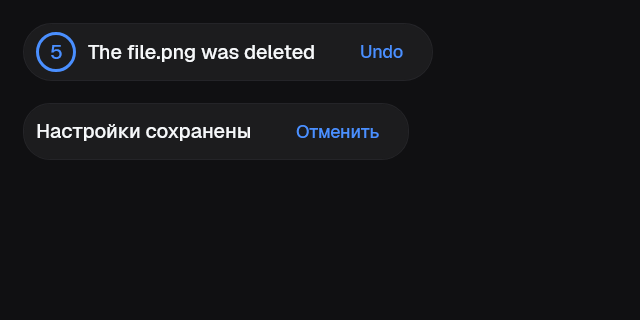 5 The file.png was deleted Undo
Настройки сохранены Отменить